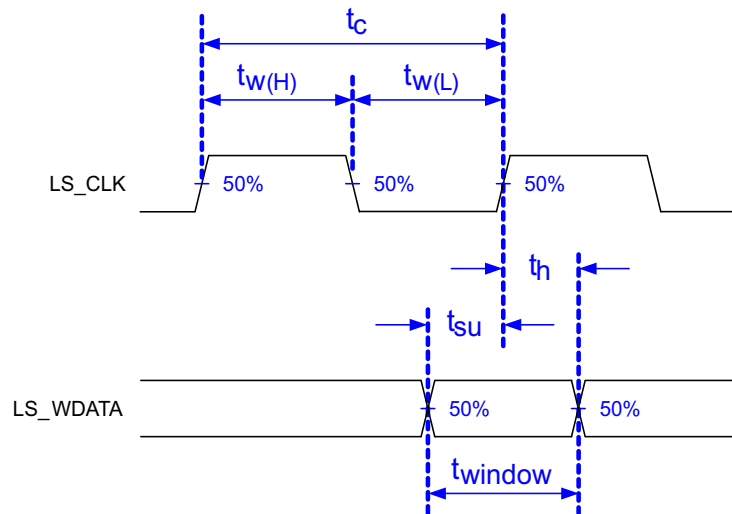 tc
tw(H) tw(L)
LS_CLK 50% 50% 50%
th
tsu
LS_WDATA 50% 50%
twindow